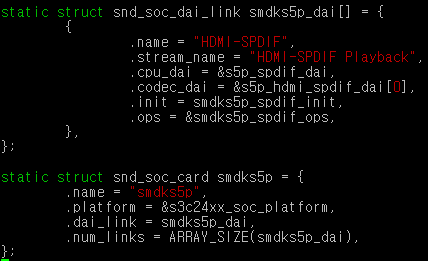 static struct snd_soc_dai_link smdks5p_dai[] = {
        {
                .name = "HDMI-SPDIF",
                .stream_name = "HDMI-SPDIF Playback",
                .cpu_dai = &s5p_spdif_dai,
                .codec_dai = &s5p_hdmi_spdif_dai[0],
                .init = smdks5p_spdif_init,
                .ops = &smdks5p_spdif_ops,
        },
};

static struct snd_soc_card smdks5p = {
        .name = "smdks5p",
        .platform = &s3c24xx_soc_platform,
        .dai_link = smdks5p_dai,
        .num_links = ARRAY_SIZE(smdks5p_dai),
};